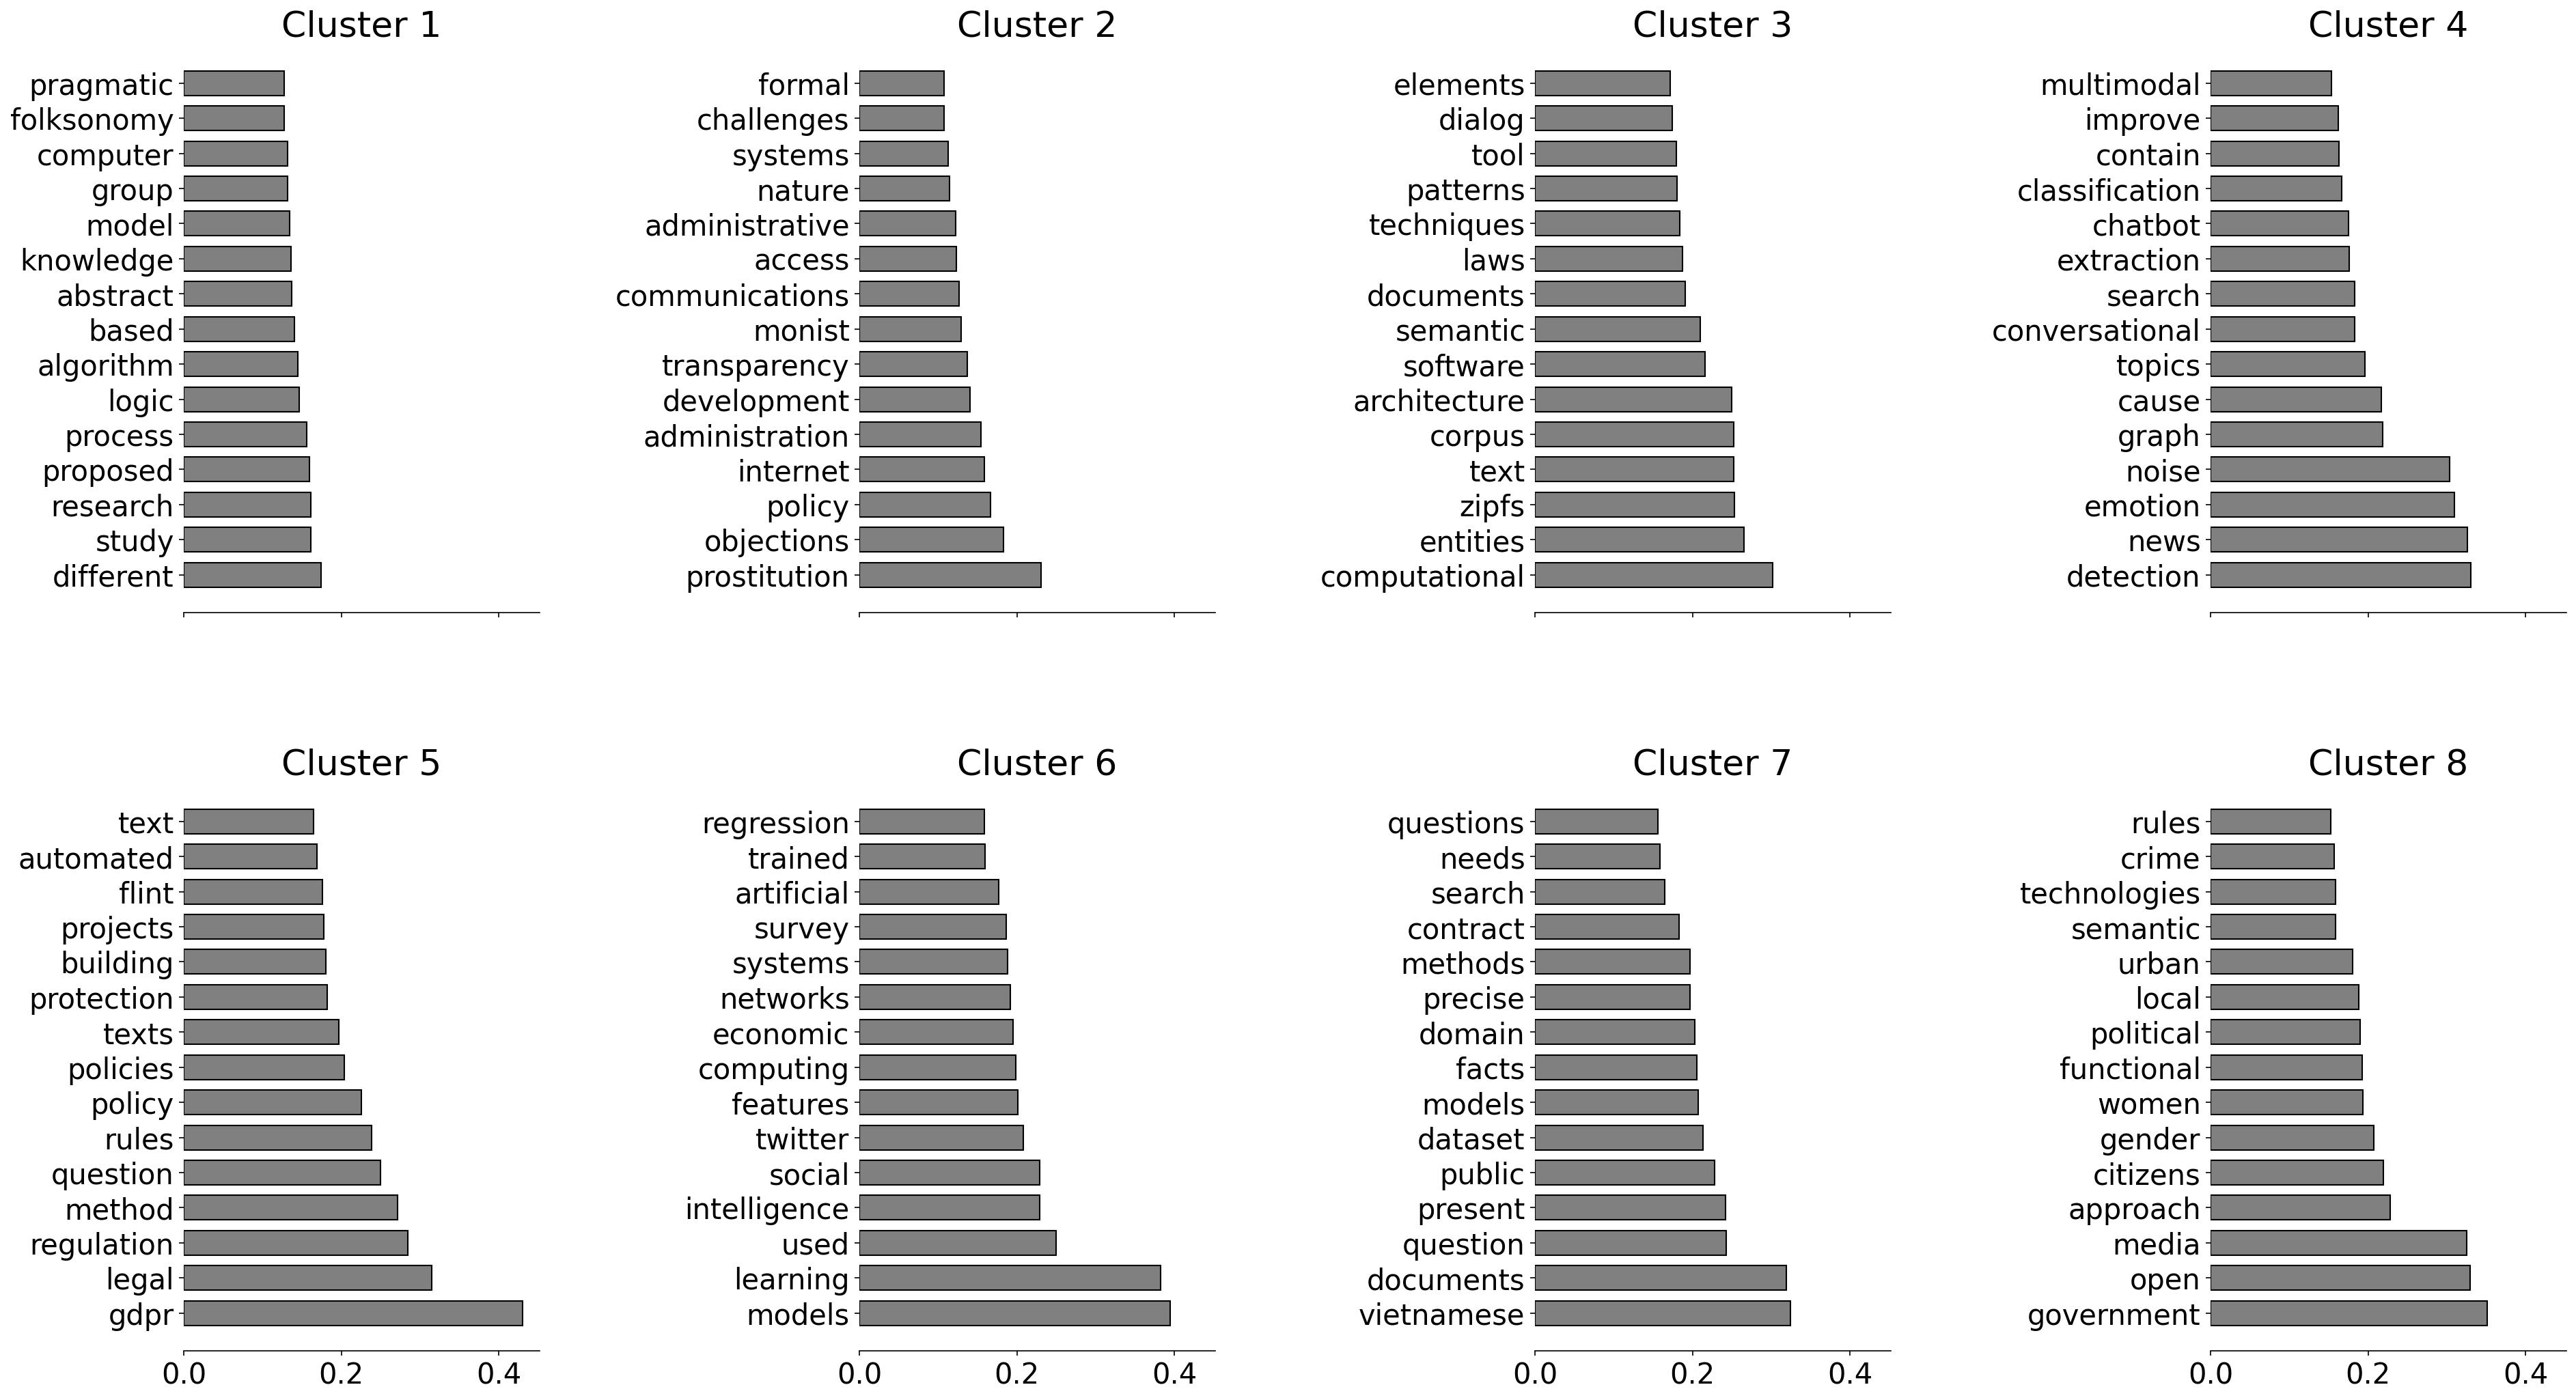 Cluster 1
pragmatic
folksonomy
computer
group
model
knowledge
abstract
based
algorithm
logic
process
proposed
research
study
different
Cluster 2
formal
challenges
systems
nature
administrative
access
communications
monist
transparency
development
administration
internet
policy
objections
prostitution
Cluster 3
elements
dialog
tool
patterns
techniques
laws
documents
semantic
software
architecture
corpus
text
zipfs
entities
computational
Cluster 4
multimodal
improve
contain
classification
chatbot
extraction
search
conversational
topics
cause
graph
noise
emotion
news
detection
Cluster 5
text
automated
flint
projects
building
protection
texts
policies
policy
rules
question
method
regulation
legal
gdpr
0.0 0.2 0.4
Cluster 6
regression
trained
artificial
survey
systems
networks
economic
computing
features
twitter
social
intelligence
used
learning
models
0.0 0.2 0.4
Cluster 7
questions
needs
search
contract
methods
precise
domain
facts
models
dataset
public
present
question
documents
vietnamese
0.0 0.2 0.4
Cluster 8
rules
crime
technologies
semantic
urban
local
political
functional
women
gender
citizens
approach
media
open
government
0.0 0.2 0.4